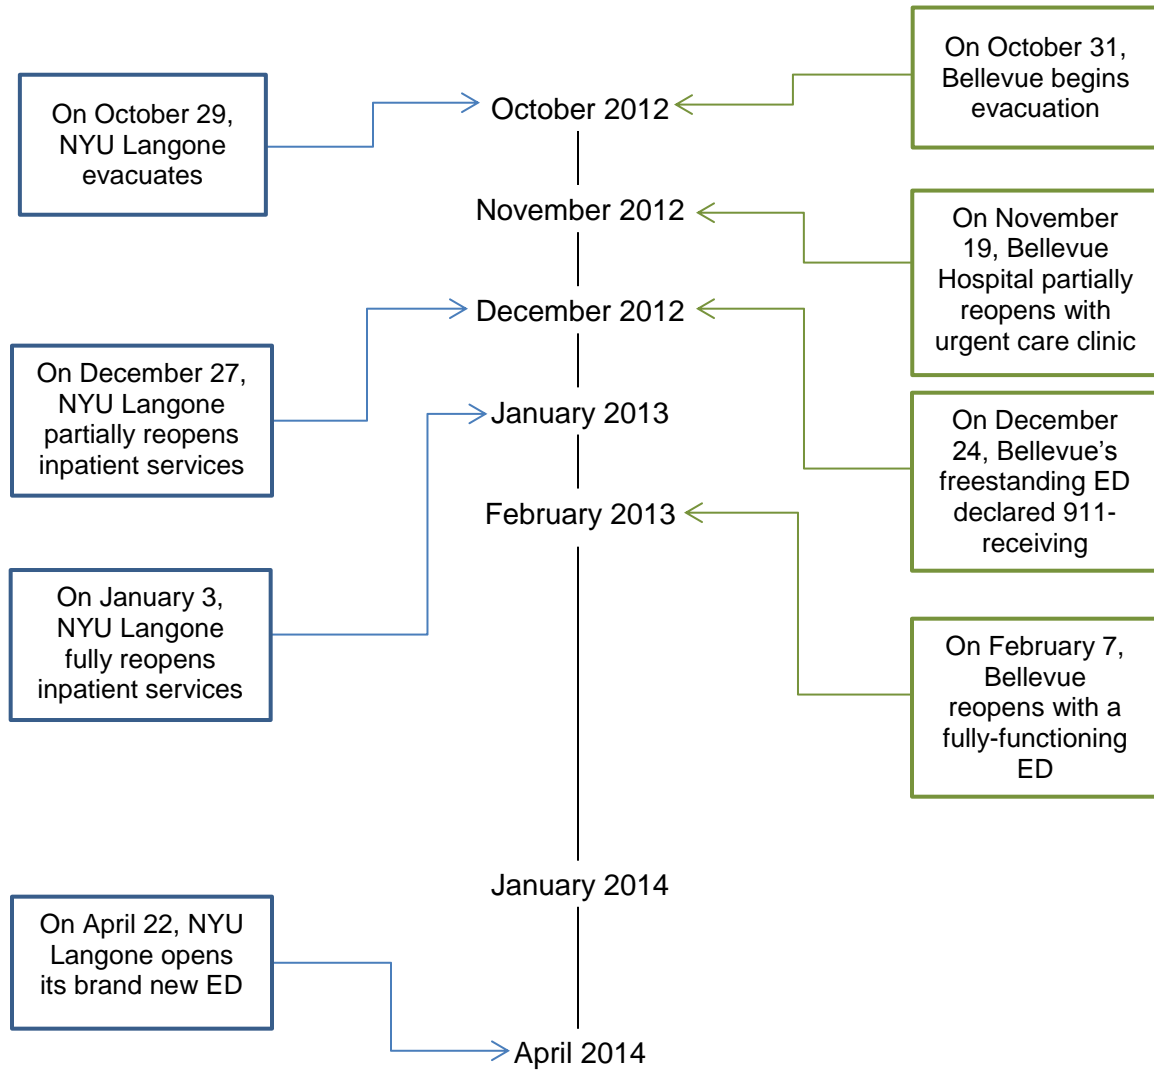 On October 29,
NYU Langone
evacuates
On December 27,
NYU Langone
partially reopens
inpatient services
On January 3,
NYU Langone
fully reopens
inpatient services
On April 22, NYU
Langone opens
its brand new ED
October 2012
November 2012
December 2012
January 2013
February 2013
January 2014
April 2014
On October 31,
Bellevue begins
evacuation
On November
19, Bellevue
Hospital partially
reopens with
urgent care clinic
On December
24, Bellevue’s
freestanding ED
declared 911-
receiving
On February 7,
Bellevue
reopens with a
fully-functioning
ED